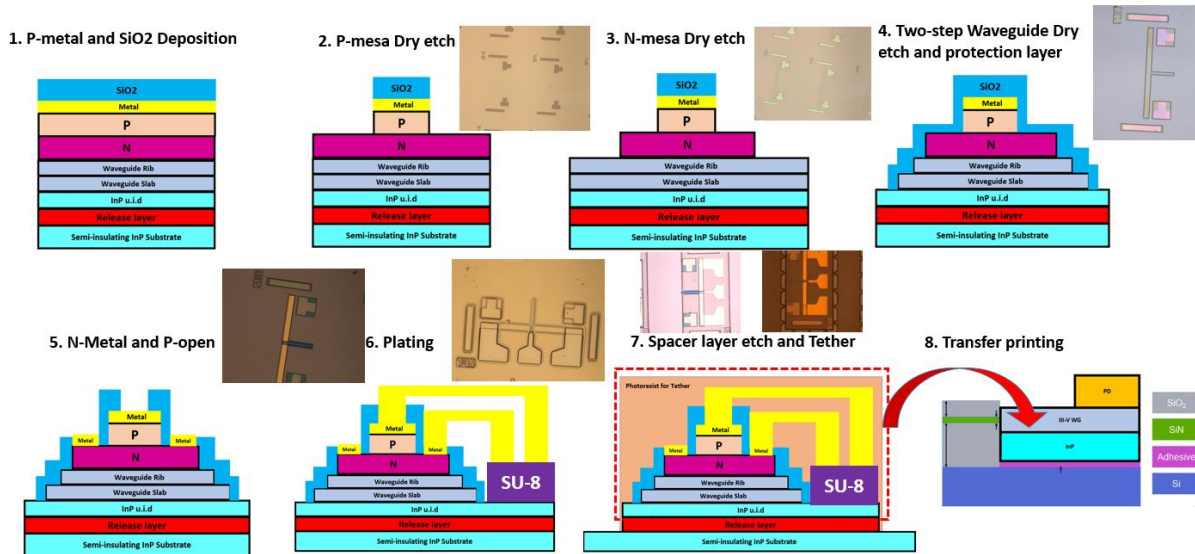 1. P-metal and SiO2 Deposition
SiO2
Metal
P
N
Waveguide Rib
Waveguide Slab
InP u.i.d
Release layer
Semi-insulating InP Substrate
2. P-mesa Dry etch
SiO2
Metal
P
N
Waveguide Rib
Waveguide Slab
InP u.i.d
Release layer
Semi-insulating InP Substrate
3. N-mesa Dry etch
SiO2
Metal
P
N
Waveguide Rib
Waveguide Slab
InP u.i.d
Release layer
Semi-insulating InP Substrate
4. Two-step Waveguide Dry
etch and protection layer
SiO2
Metal
P
N
Waveguide Rib
Waveguide Slab
InP u.i.d
Release layer
Semi-insulating InP Substrate
5. N-Metal and P-open
Metal
P
Metal
Metal
N
Waveguide Rib
Waveguide Slab
InP u.i.d
Release layer
Semi-insulating InP Substrate
6. Plating
Metal
P
Metal
Metal
N
Waveguide Rib
Waveguide Slab
SU-8
InP u.i.d
Release layer
Semi-insulating InP Substrate
7. Spacer layer etch and Tether
Photoresist for Tether
Metal
P
Metal
Metal
N
Waveguide Rib
Waveguide Slab
SU-8
InP u.i.d
Release layer
Semi-insulating InP Substrate
8. Transfer printing
PD
III-V WG
InP
SiO₂
SiN
Adhesive
Si